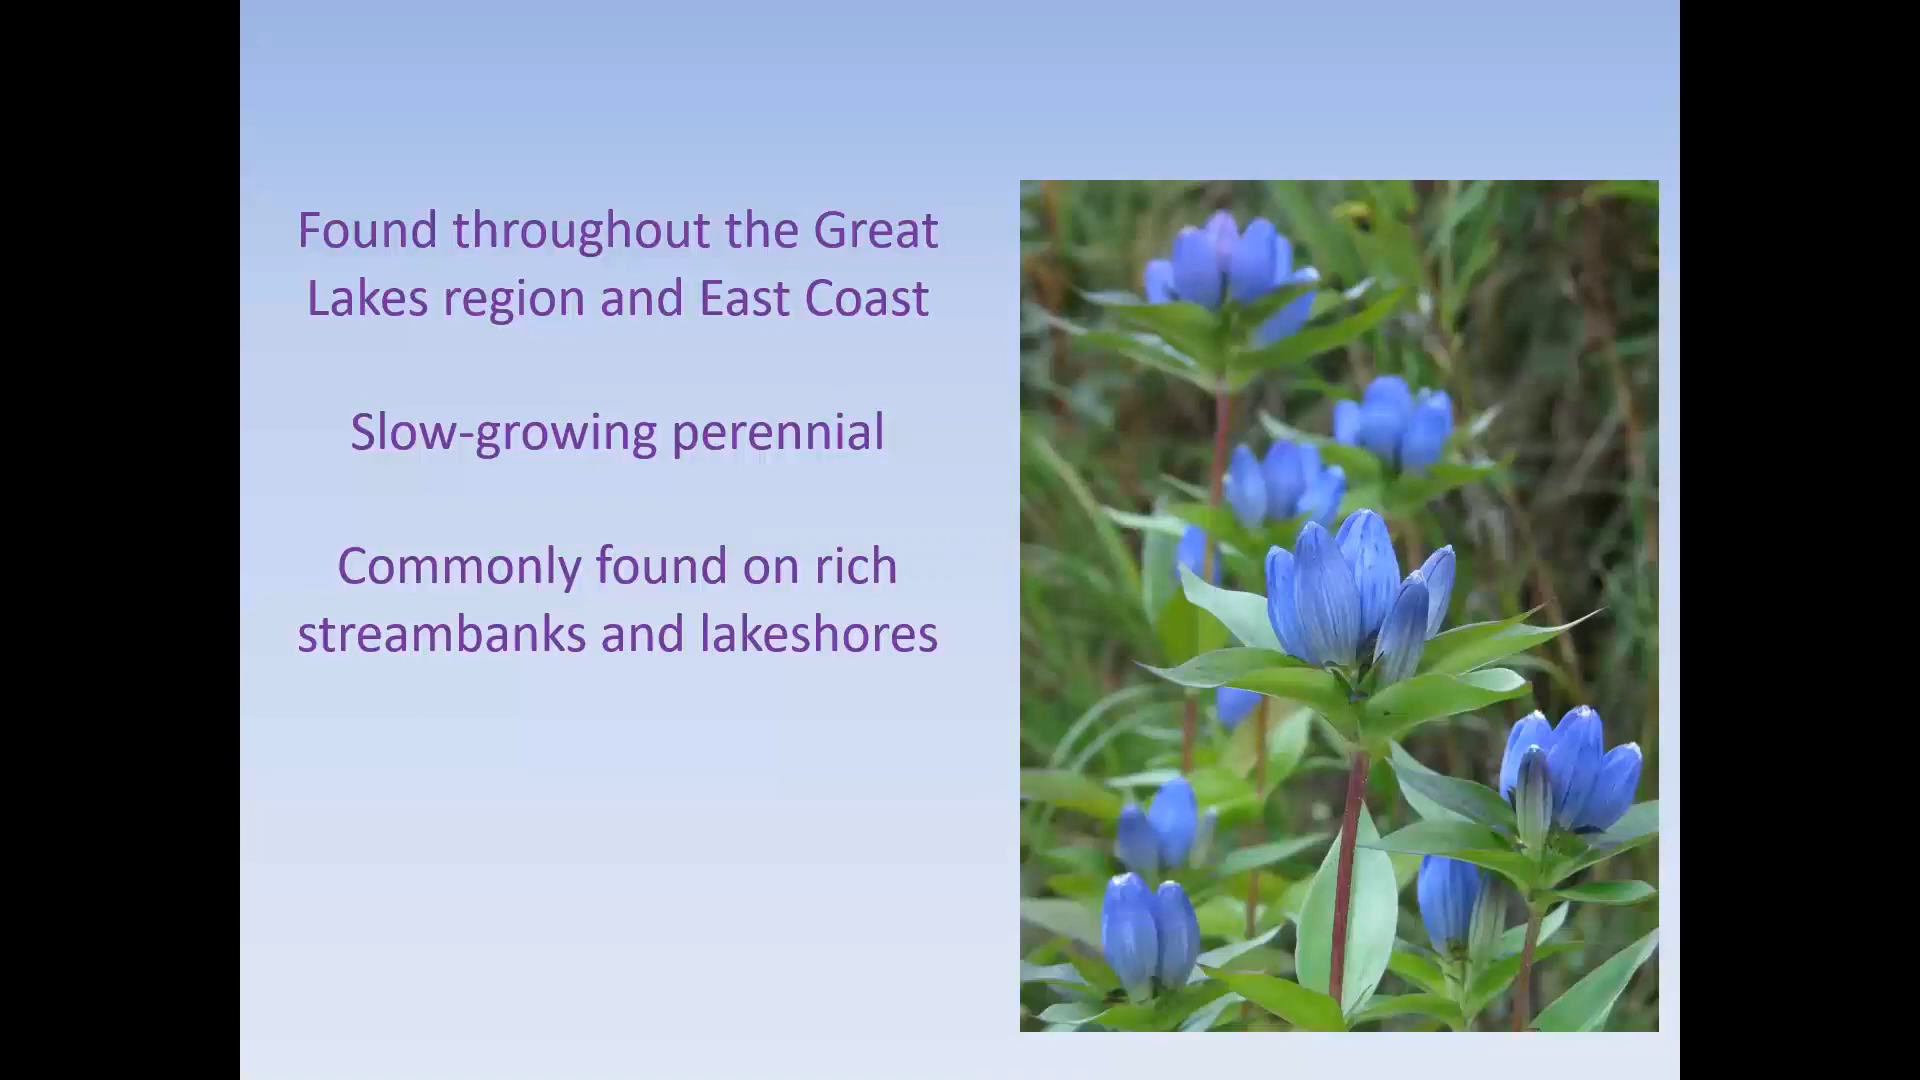 Found throughout the Great
Lakes region and East Coast
Slow-growing perennial
Commonly found on rich
streambanks and lakeshores